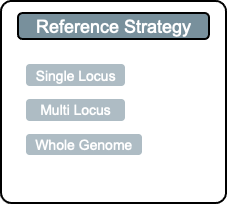 Reference Strategy
Single Locus
Multi Locus
Whole Genome